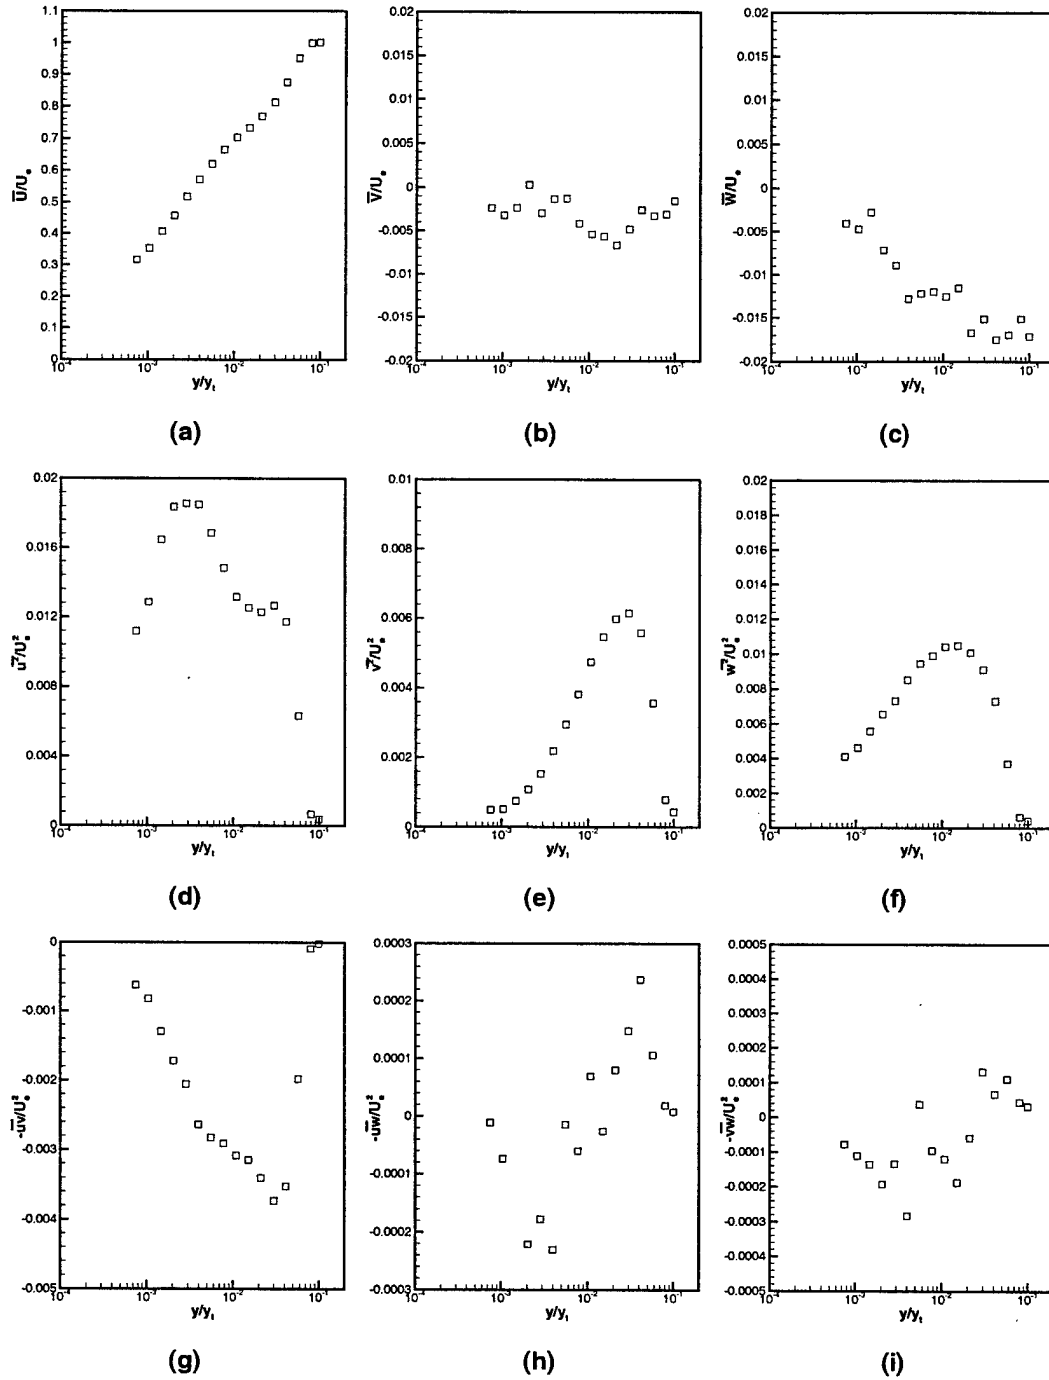 1.1
1
0.9
0.8
0.7
0.6
0.5
0.4
0.3
0.2
0.1
0
U̅/Uₑ
10⁻⁴ 10⁻³ 10⁻² 10⁻¹
y/yₜ
(a)
0.02
0.015
0.01
0.005
0
-0.005
-0.01
-0.015
-0.02
V̅/Uₑ
10⁻⁴ 10⁻³ 10⁻² 10⁻¹
y/yₜ
(b)
0.02
0.015
0.01
0.005
0
-0.005
-0.01
-0.015
-0.02
W̅/Uₑ
10⁻⁴ 10⁻³ 10⁻² 10⁻¹
y/yₜ
(c)
0.02
0.016
0.012
0.008
0.004
0
u̅²/Uₑ²
10⁻⁴ 10⁻³ 10⁻² 10⁻¹
y/yₜ
(d)
0.01
0.008
0.006
0.004
0.002
0
v̅²/Uₑ²
10⁻⁴ 10⁻³ 10⁻² 10⁻¹
y/yₜ
(e)
0.02
0.018
0.016
0.014
0.012
0.01
0.008
0.006
0.004
0.002
0
w̅²/Uₑ²
10⁻⁴ 10⁻³ 10⁻² 10⁻¹
y/yₜ
(f)
0
-0.001
-0.002
-0.003
-0.004
-0.005
-u̅v̅/Uₑ²
10⁻⁴ 10⁻³ 10⁻² 10⁻¹
y/yₜ
(g)
0.0003
0.0002
0.0001
0
-0.0001
-0.0002
-0.0003
-u̅w̅/Uₑ²
10⁻⁴ 10⁻³ 10⁻² 10⁻¹
y/yₜ
(h)
0.0005
0.0004
0.0003
0.0002
0.0001
0
-0.0001
-0.0002
-0.0003
-0.0004
-0.0005
-v̅w̅/Uₑ²
10⁻⁴ 10⁻³ 10⁻² 10⁻¹
y/yₜ
(i)